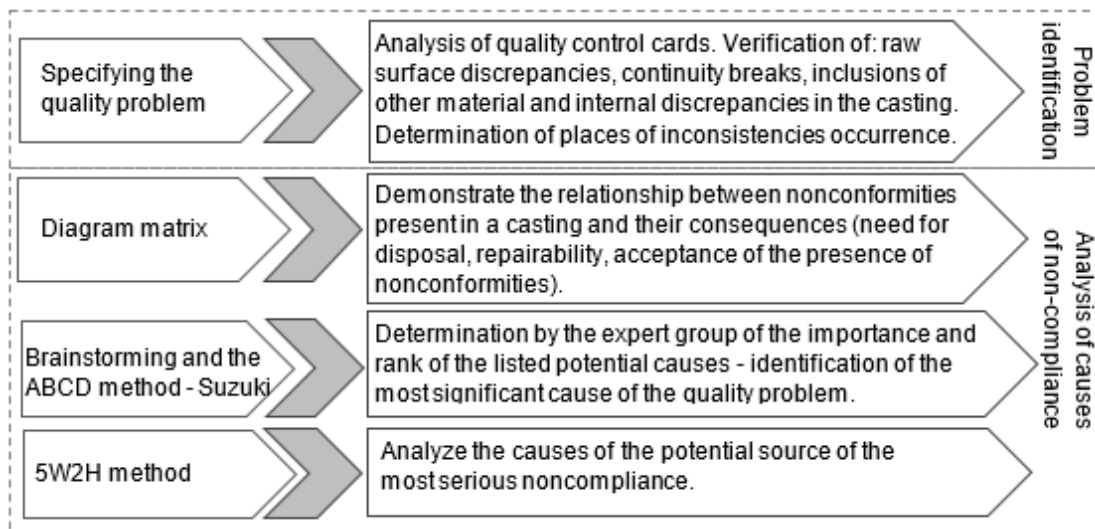 Specifying the
quality problem
Analysis of quality control cards. Verification of: raw
surface discrepancies, continuity breaks, inclusions of
other material and internal discrepancies in the casting.
Determination of places of inconsistencies occurrence.
Problem
identification
Diagram matrix
Demonstrate the relationship between nonconformities
present in a casting and their consequences (need for
disposal, repairability, acceptance of the presence of
nonconformities).
Brainstorming and the
ABCD method - Suzuki
Determination by the expert group of the importance and
rank of the listed potential causes - identification of the
most significant cause of the quality problem.
5W2H method
Analyze the causes of the potential source of the
most serious noncompliance.
Analysis of causes
of non-compliance